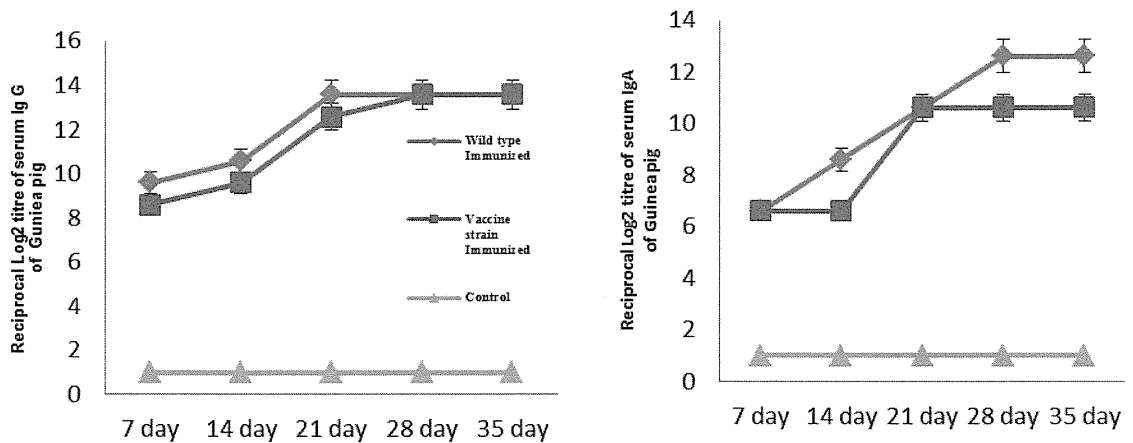 Reciprocal Log2 titre of serum Ig G
of Guniea pig
16
14
12
10
8
6
4
2
0
7 day 14 day 21 day 28 day 35 day
Wild type
Immunized
Vaccine
strain
Immunized
Control
Reciprocal Log2 titre of serum IgA
of Guineapig
14
12
10
8
6
4
2
0
7 day 14 day 21 day 28 day 35 day